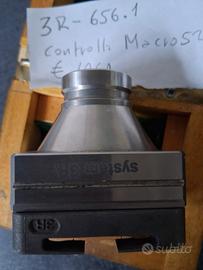 3R-656.1
controlli Macro52
€
system 3R
3R
subito